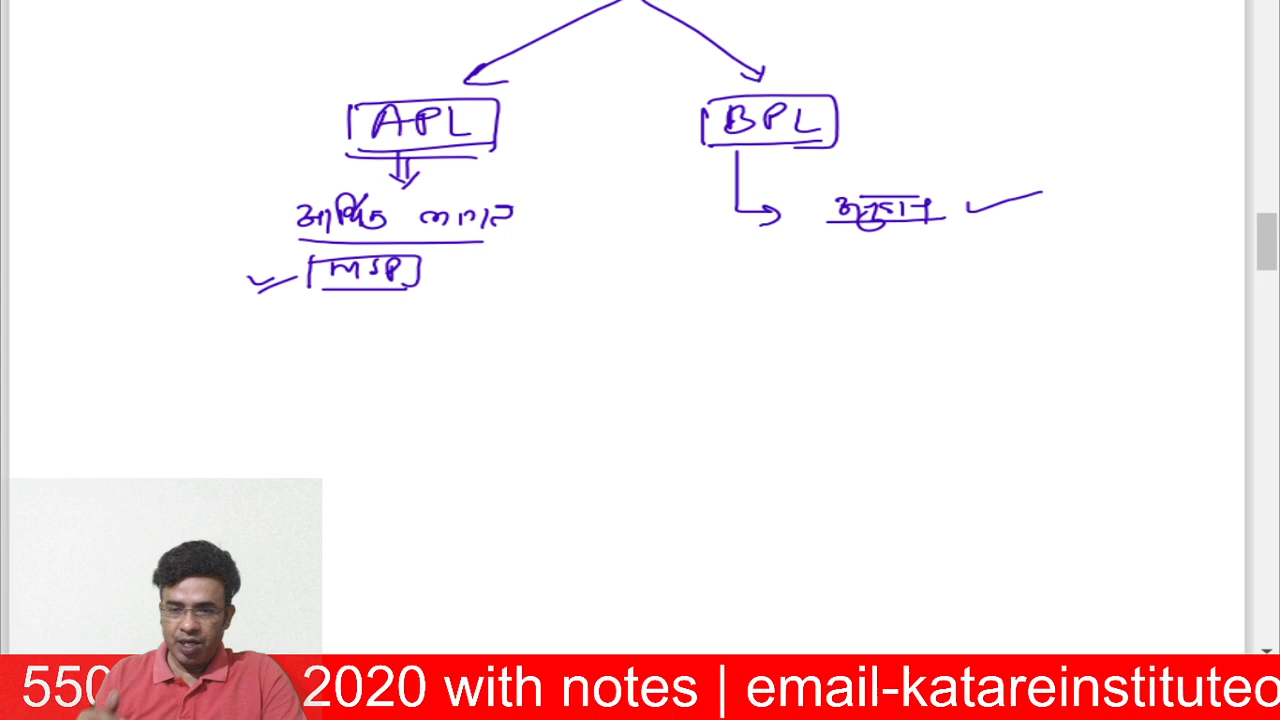 APL
BPL
आर्थिक लागत
अनुदान
MSP
550 2020 with notes | email-katareinstituteo